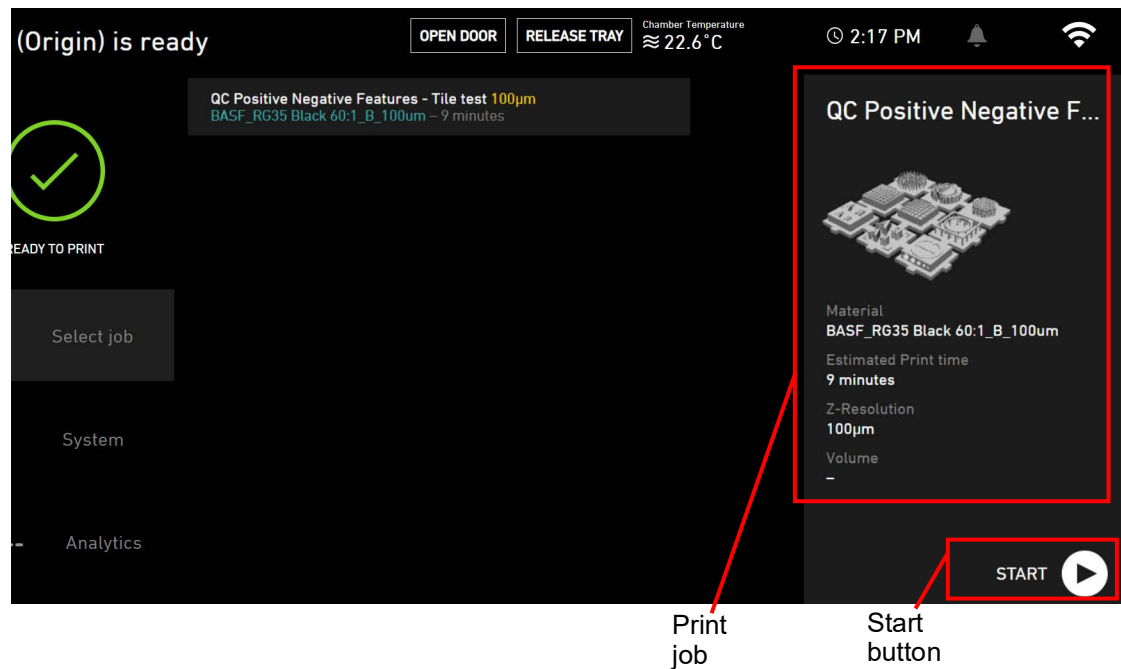 (Origin) is ready
OPEN DOOR
RELEASE TRAY
Chamber Temperature
≈ 22.6°C
2:17 PM
QC Positive Negative Features - Tile test 100µm
BASF_RG35 Black 60:1_B_100um – 9 minutes
READY TO PRINT
Select job
System
Analytics
QC Positive Negative F...
Material
BASF_RG35 Black 60:1_B_100um
Estimated Print time
9 minutes
Z-Resolution
100µm
Volume
–
START
Print
job
Start
button